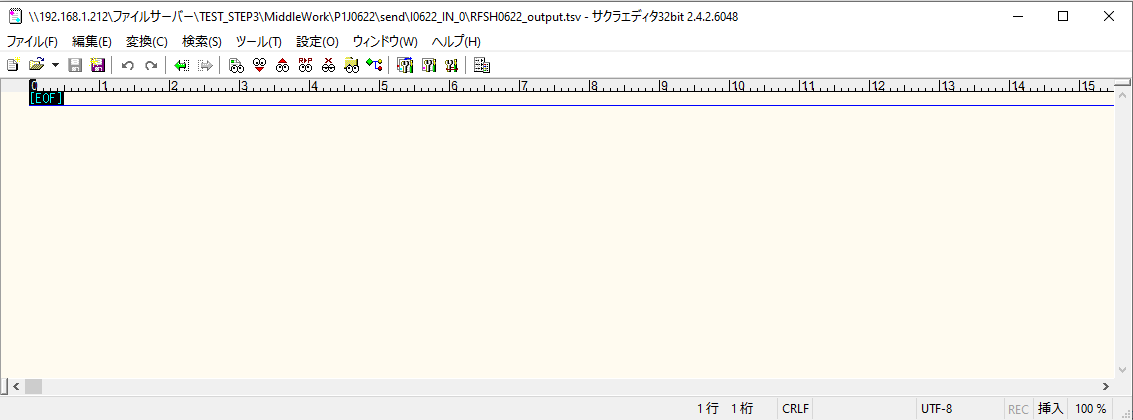 \\192.168.1.212\ファイルサーバー\TEST_STEP3\MiddleWork\P1J0622\send\I0622_IN_0\RFSH0622_output.tsv - サクラエディタ32bit 2.4.2.6048
ファイル(F) 編集(E) 変換(C) 検索(S) ツール(T) 設定(O) ウィンドウ(W) ヘルプ(H)
0 1 2 3 4 5 6 7 8 9 10 11 12 13 14 15
[EOF]
1 行 1 桁 CRLF UTF-8 REC 挿入 100 %